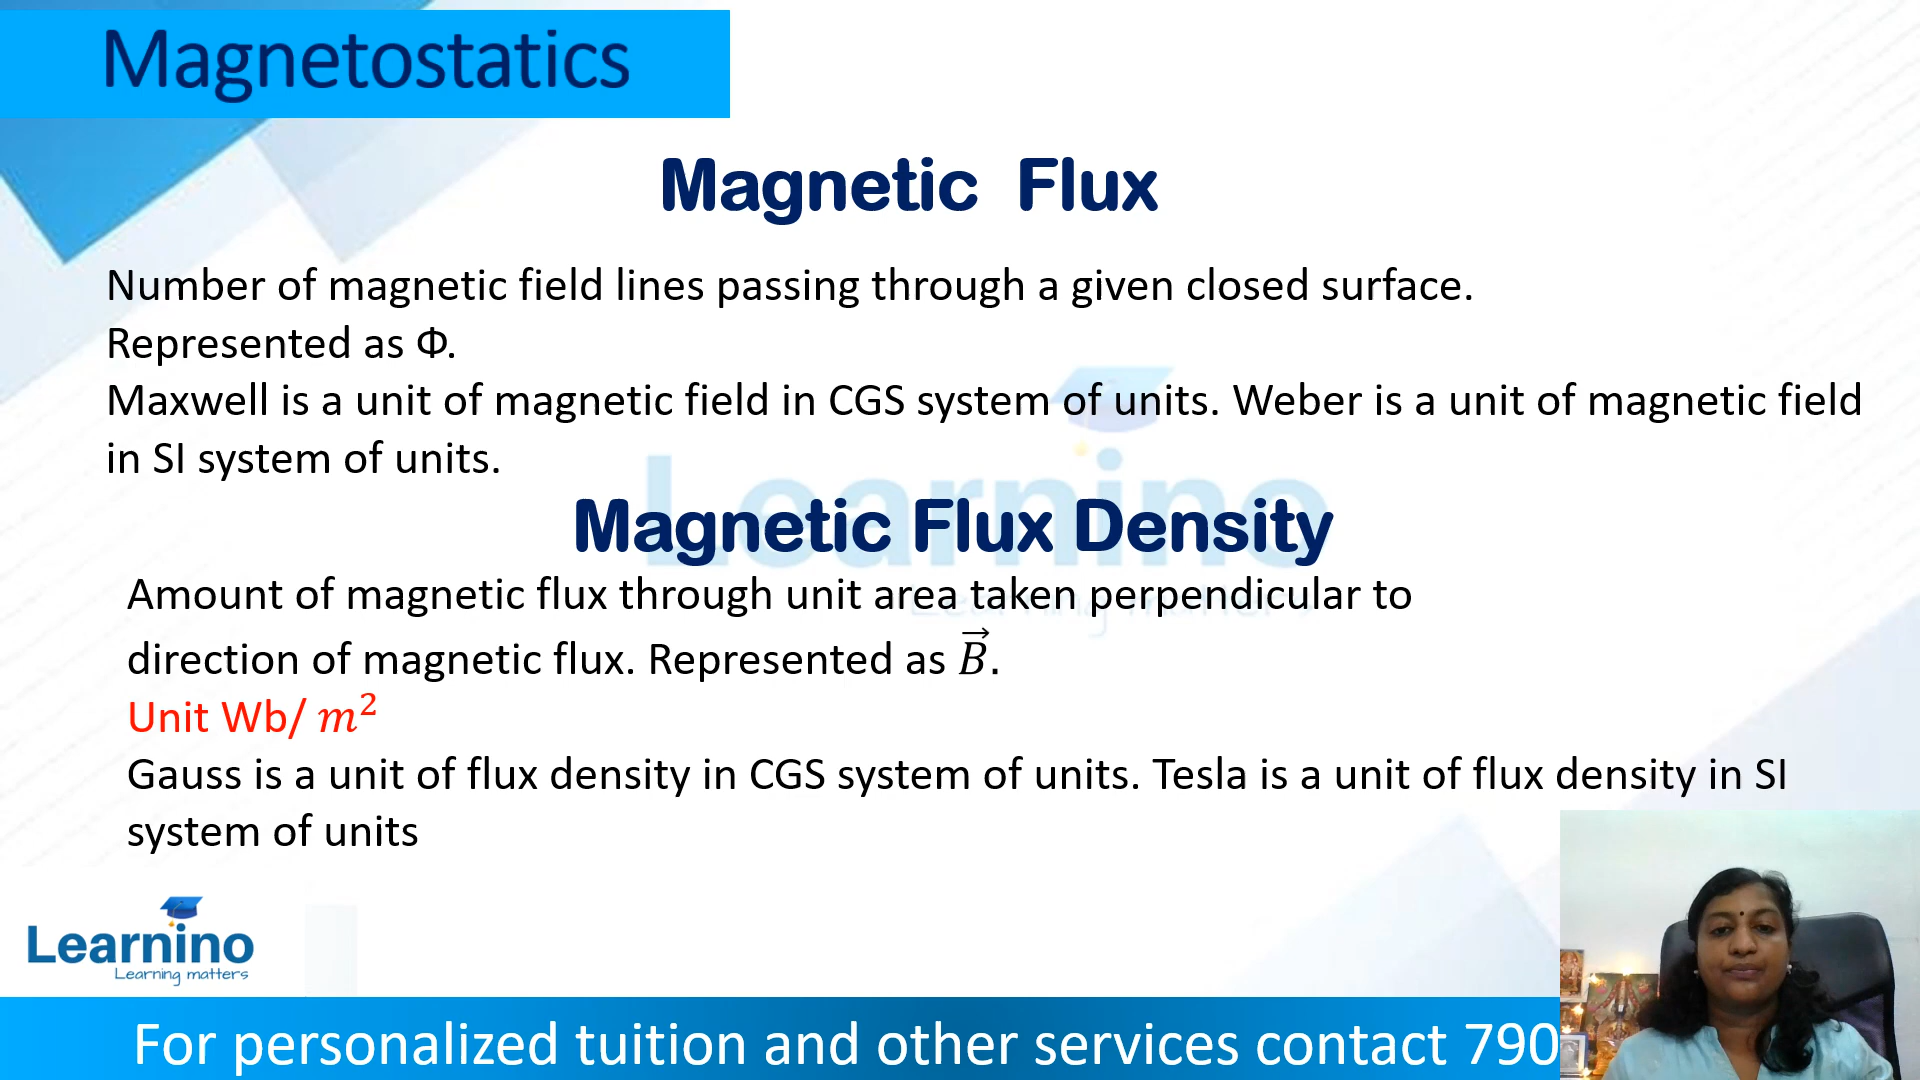 Magnetostatics
Magnetic Flux
Number of magnetic field lines passing through a given closed surface.
Represented as Φ.
Maxwell is a unit of magnetic field in CGS system of units. Weber is a unit of magnetic field
in SI system of units.
Magnetic Flux Density
Amount of magnetic flux through unit area taken perpendicular to
direction of magnetic flux. Represented as $\vec{B}$.
Unit Wb/ m²
Gauss is a unit of flux density in CGS system of units. Tesla is a unit of flux density in SI
system of units
Learnino
Learning matters
Learnino
Learning matters
For personalized tuition and other services contact 790